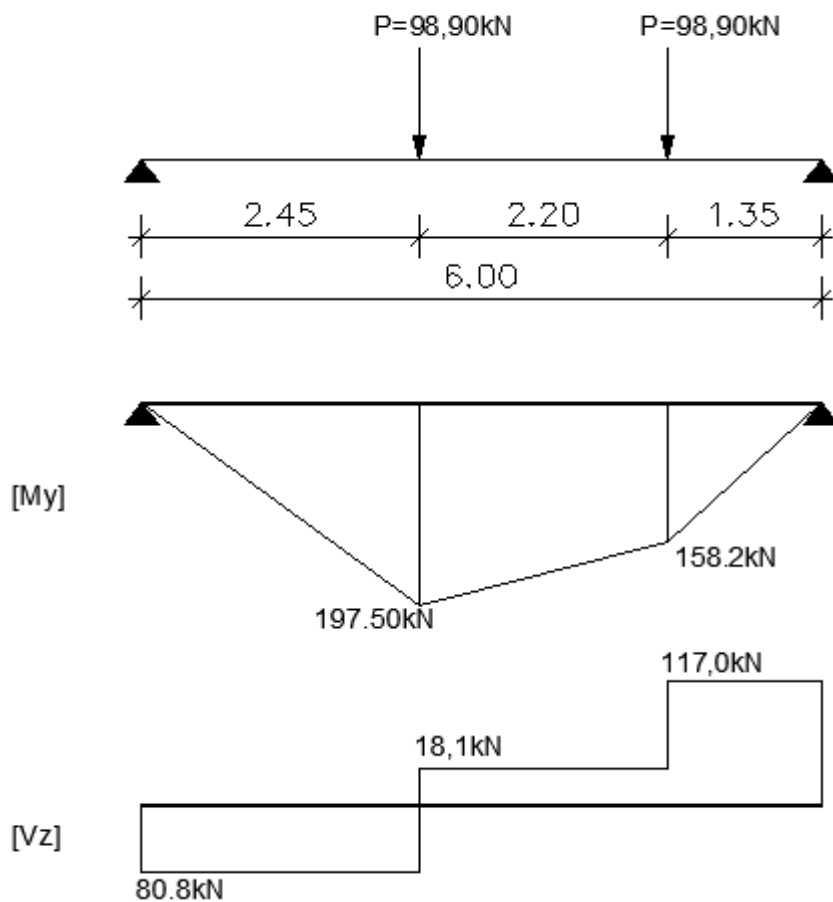 P=98,90kN P=98,90kN
2.45 2.20 1.35
6.00
[My]
158.2kN
197.50kN
117,0kN
18,1kN
[Vz]
80.8kN